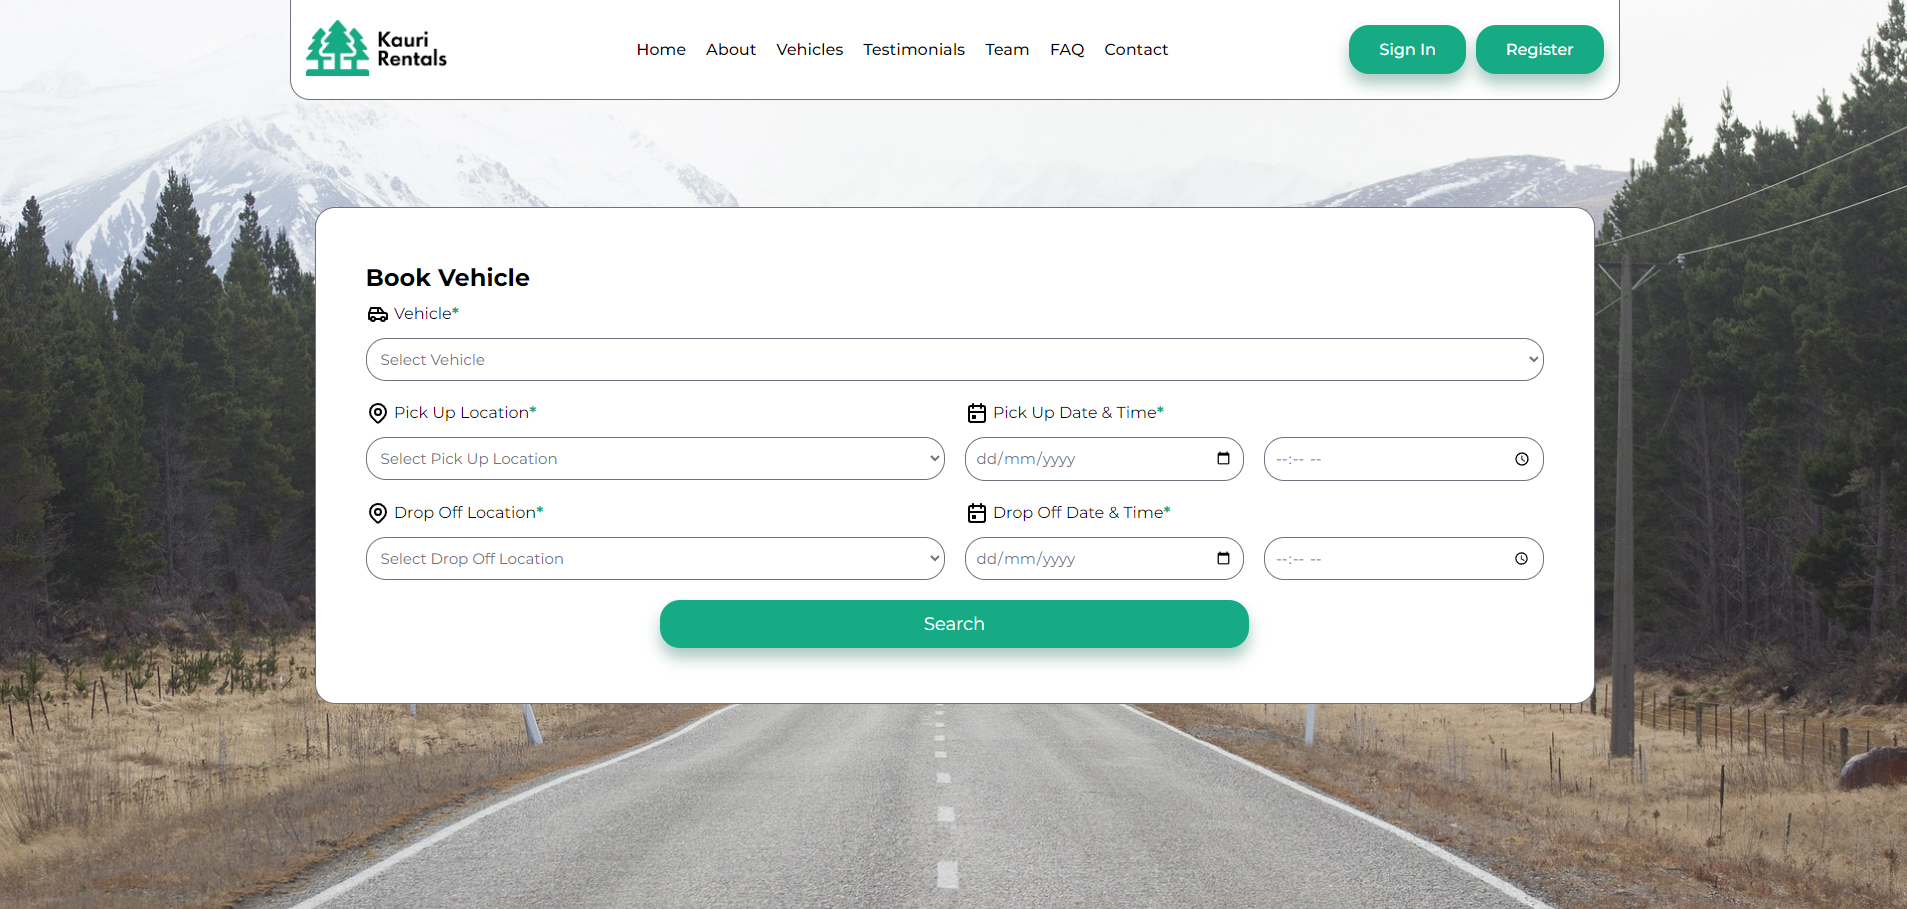 Kauri
Rentals
Home About Vehicles Testimonials Team FAQ Contact
Sign In Register
Book Vehicle
Vehicle*
Select Vehicle
Pick Up Location* Pick Up Date & Time*
Select Pick Up Location dd/mm/yyyy --:-- --
Drop Off Location* Drop Off Date & Time*
Select Drop Off Location dd/mm/yyyy --:-- --
Search